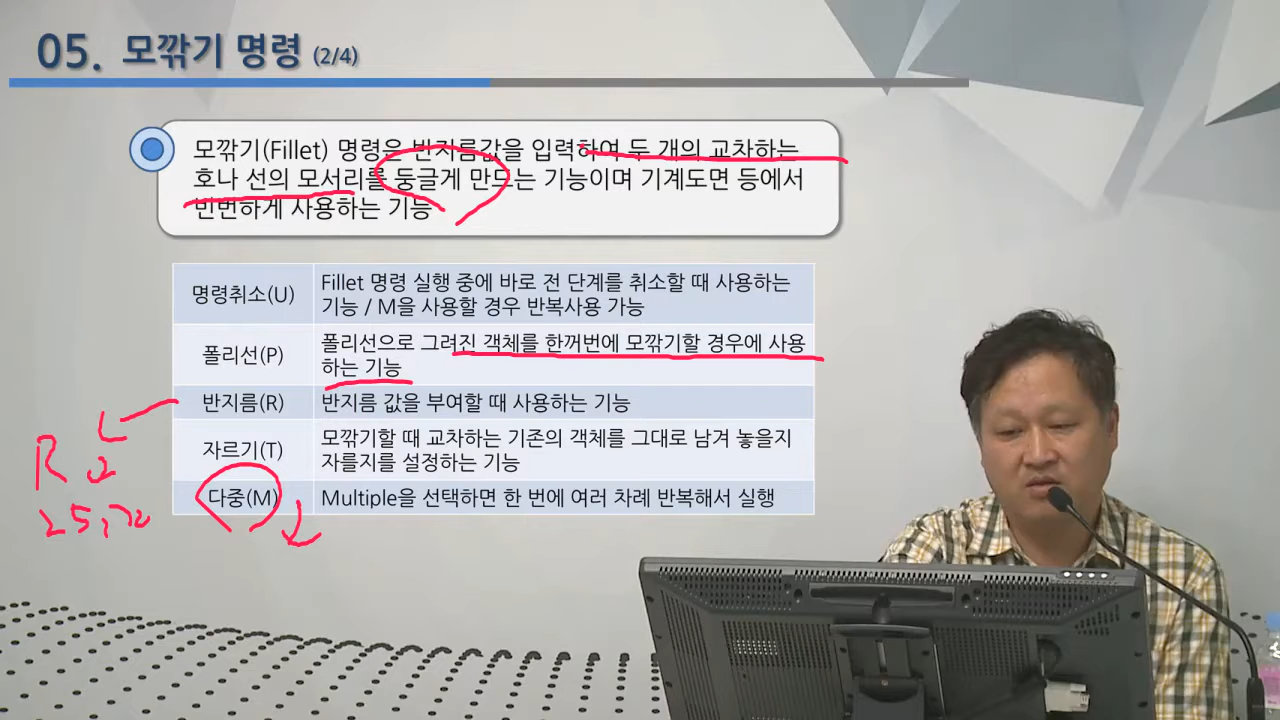 05. 모깎기 명령 (2/4)
모깎기(Fillet) 명령은 반지름값을 입력하여 두 개의 교차하는
호나 선의 모서리를 둥글게 만드는 기능이며 기계도면 등에서
빈번하게 사용하는 기능
명령취소(U)
Fillet 명령 실행 중에 바로 전 단계를 취소할 때 사용하는
기능 / M을 사용할 경우 반복사용 가능
폴리선(P)
폴리선으로 그려진 객체를 한꺼번에 모깎기할 경우에 사용
하는 기능
반지름(R)
반지름 값을 부여할 때 사용하는 기능
자르기(T)
모깎기할 때 교차하는 기존의 객체를 그대로 남겨 놓을지
자를지를 설정하는 기능
다중(M)
Multiple을 선택하면 한 번에 여러 차례 반복해서 실행
R